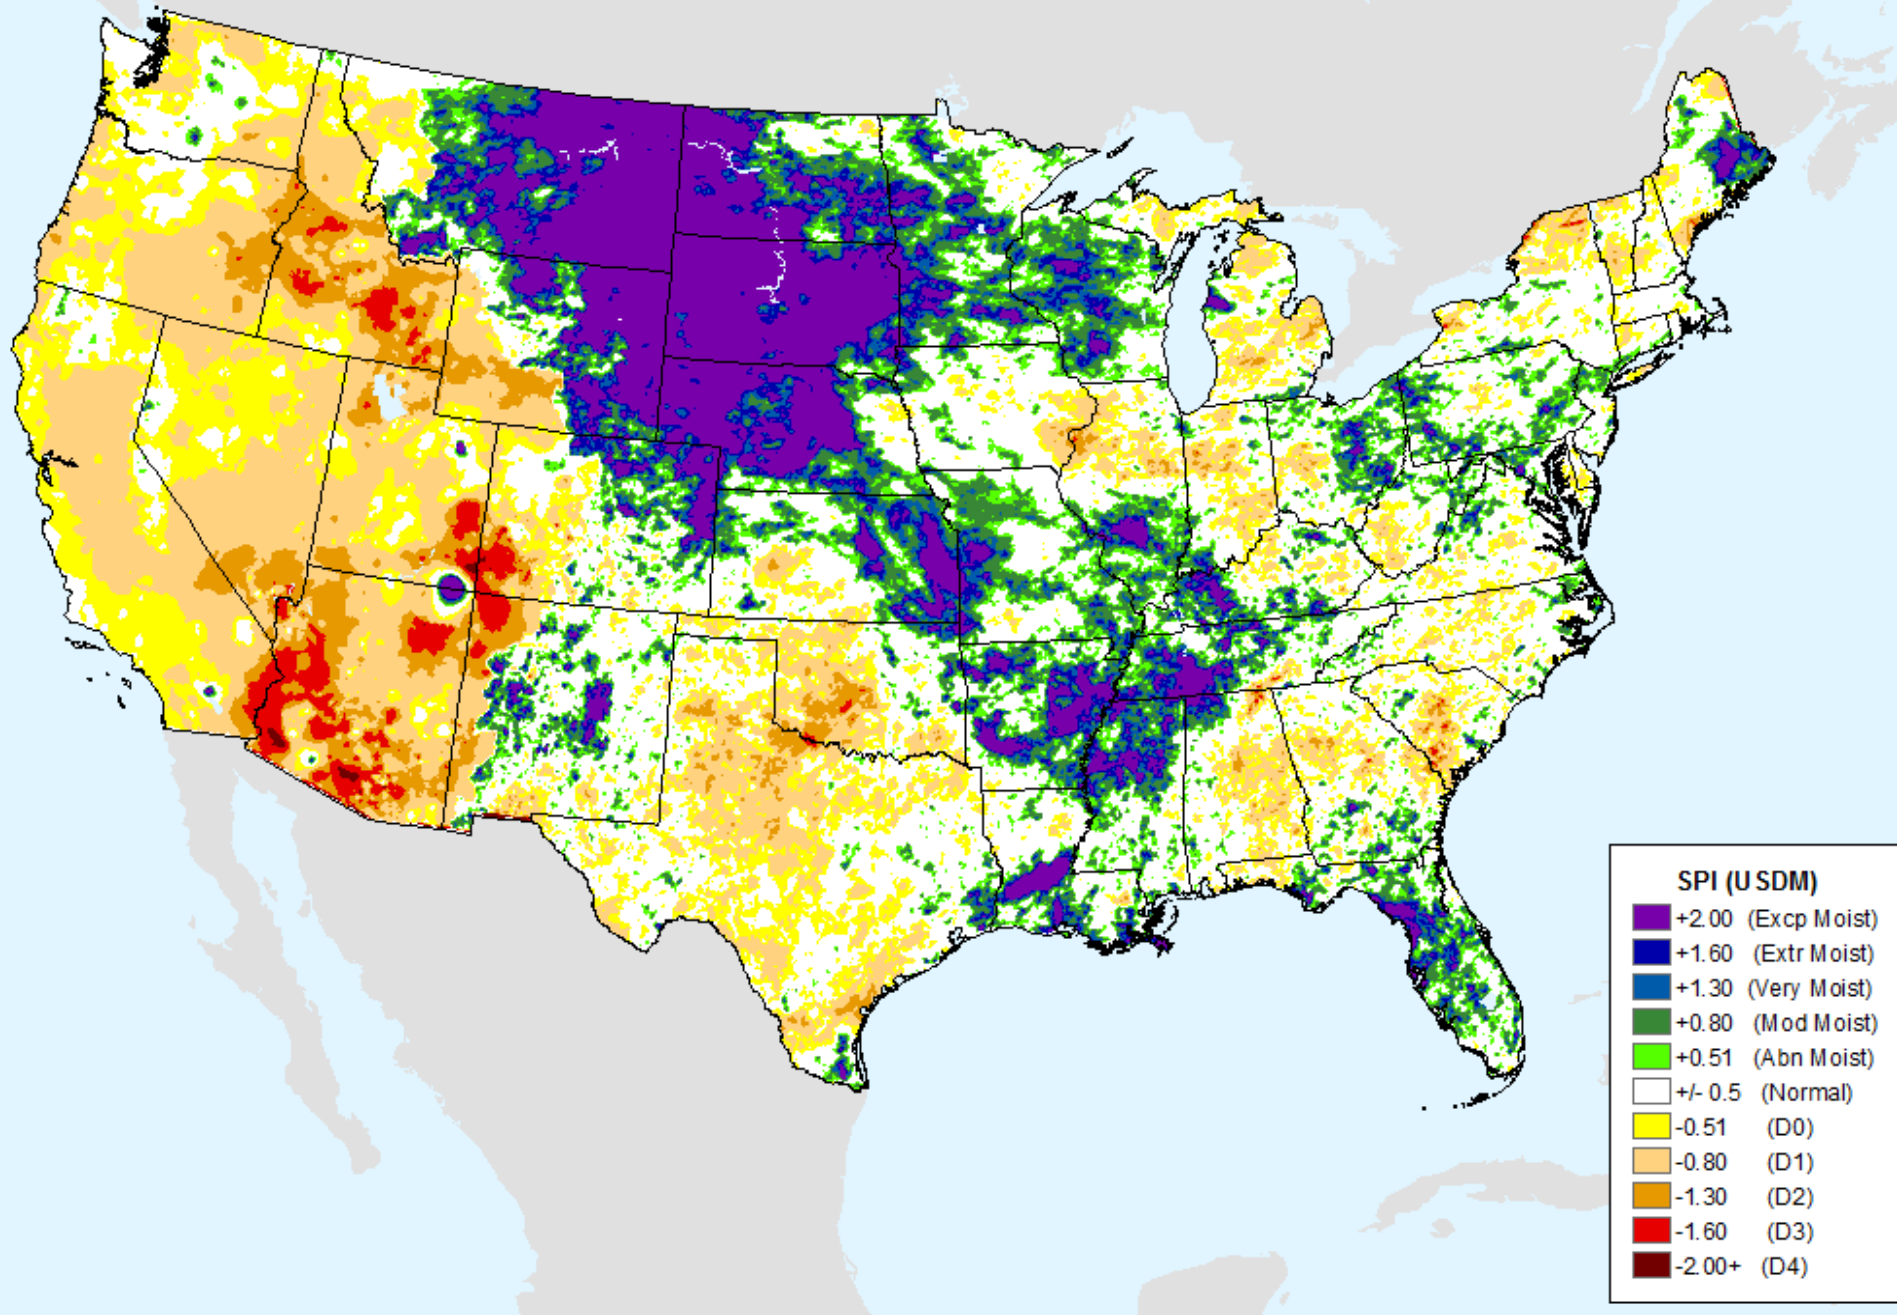 SPI (USDM)
+2.00 (Excp Moist)
+1.60 (Extr Moist)
+1.30 (Very Moist)
+0.80 (Mod Moist)
+0.51 (Abn Moist)
+/- 0.5 (Normal)
-0.51 (D0)
-0.80 (D1)
-1.30 (D2)
-1.60 (D3)
-2.00+ (D4)